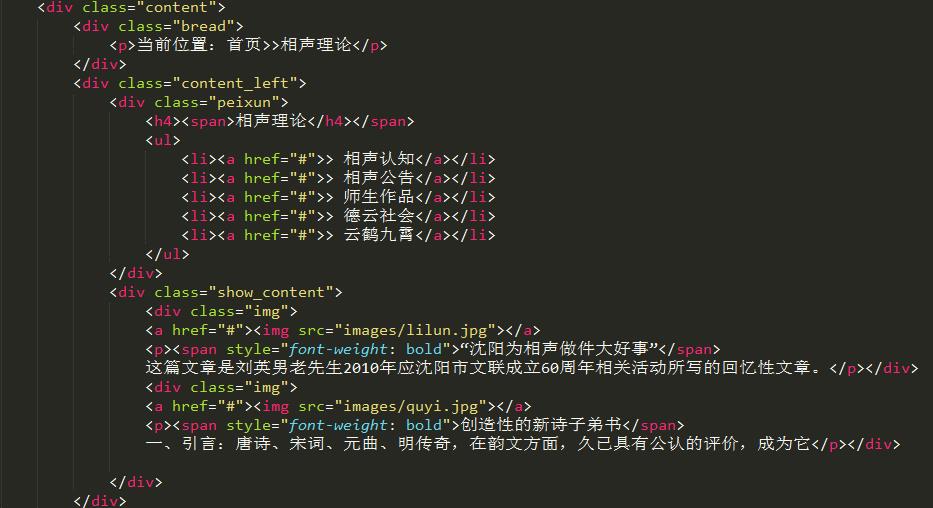 <div class="content">
<div class="bread">
<p>当前位置：首页>>相声理论</p>
</div>
<div class="content_left">
<div class="peixun">
<h4><span>相声理论</h4></span>
<ul>
<li><a href="#">> 相声认知</a></li>
<li><a href="#">> 相声公告</a></li>
<li><a href="#">> 师生作品</a></li>
<li><a href="#">> 德云社会</a></li>
<li><a href="#">> 云鹤九霄</a></li>
</ul>
</div>
<div class="show_content">
<div class="img">
<a href="#"><img src="images/lilun.jpg"></a>
<p><span style="font-weight: bold">“沈阳为相声做件大好事”</span>
这篇文章是刘英男老先生2010年应沈阳市文联成立60周年相关活动所写的回忆性文章。</p></div>
<div class="img">
<a href="#"><img src="images/quyi.jpg"></a>
<p><span style="font-weight: bold">创造性的新诗子弟书</span>
一、引言：唐诗、宋词、元曲、明传奇，在韵文方面，久已具有公认的评价，成为它</p></div>
</div>
</div>